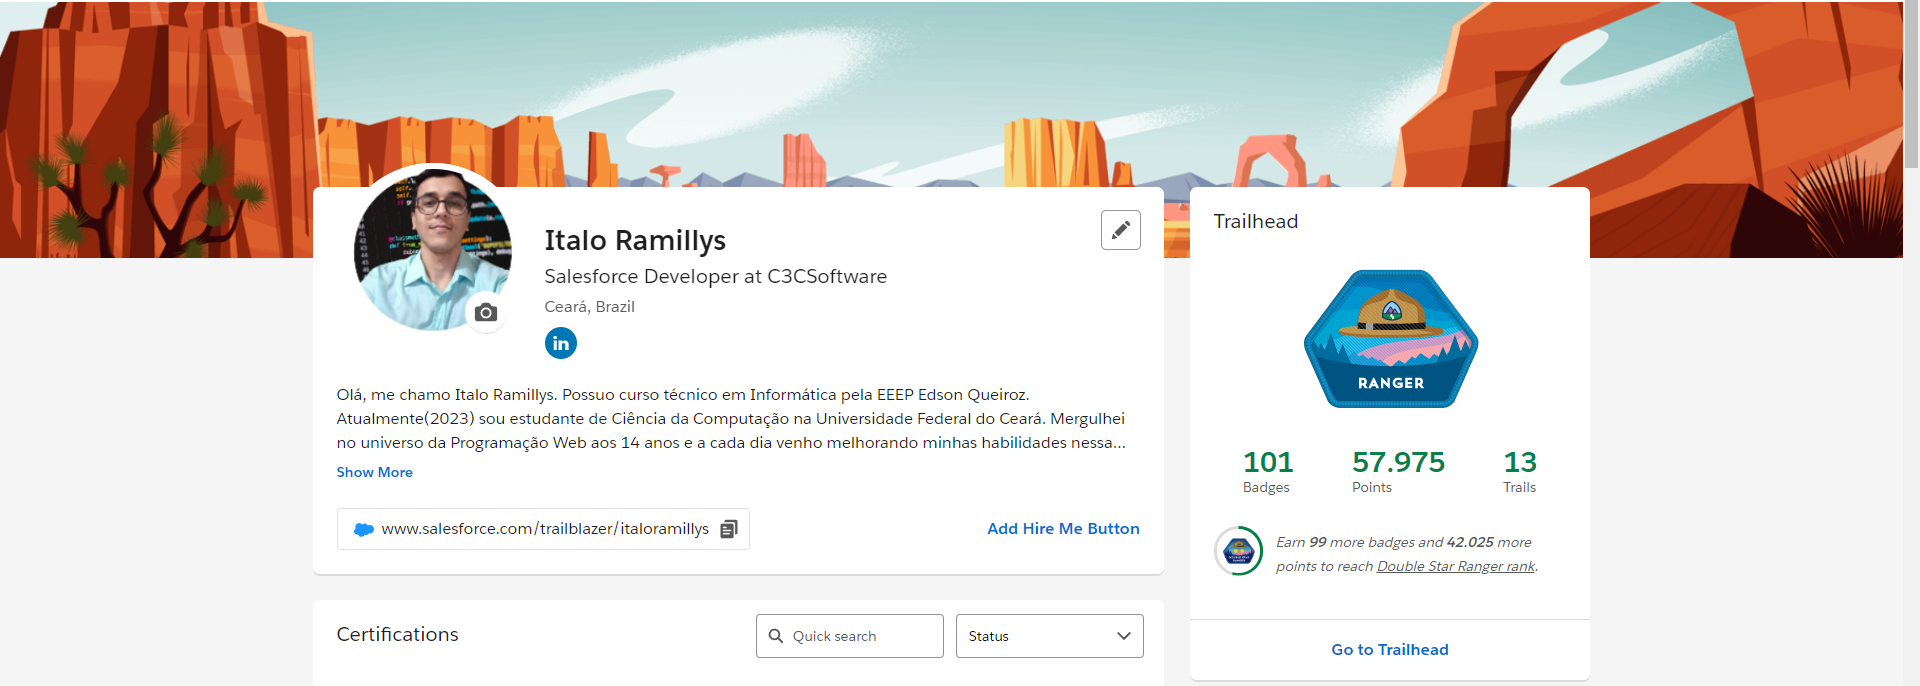 Italo Ramillys
Salesforce Developer at C3CSoftware
Ceará, Brazil
in
Olá, me chamo Italo Ramillys. Possuo curso técnico em Informática pela EEEP Edson Queiroz.
Atualmente(2023) sou estudante de Ciência da Computação na Universidade Federal do Ceará. Mergulhei
no universo da Programação Web aos 14 anos e a cada dia venho melhorando minhas habilidades nessa...
Show More
www.salesforce.com/trailblazer/italoramillys
Add Hire Me Button
Certifications
Quick search
Status
Trailhead
RANGER
101
Badges
57.975
Points
13
Trails
Earn 99 more badges and 42.025 more
points to reach Double Star Ranger rank.
Go to Trailhead